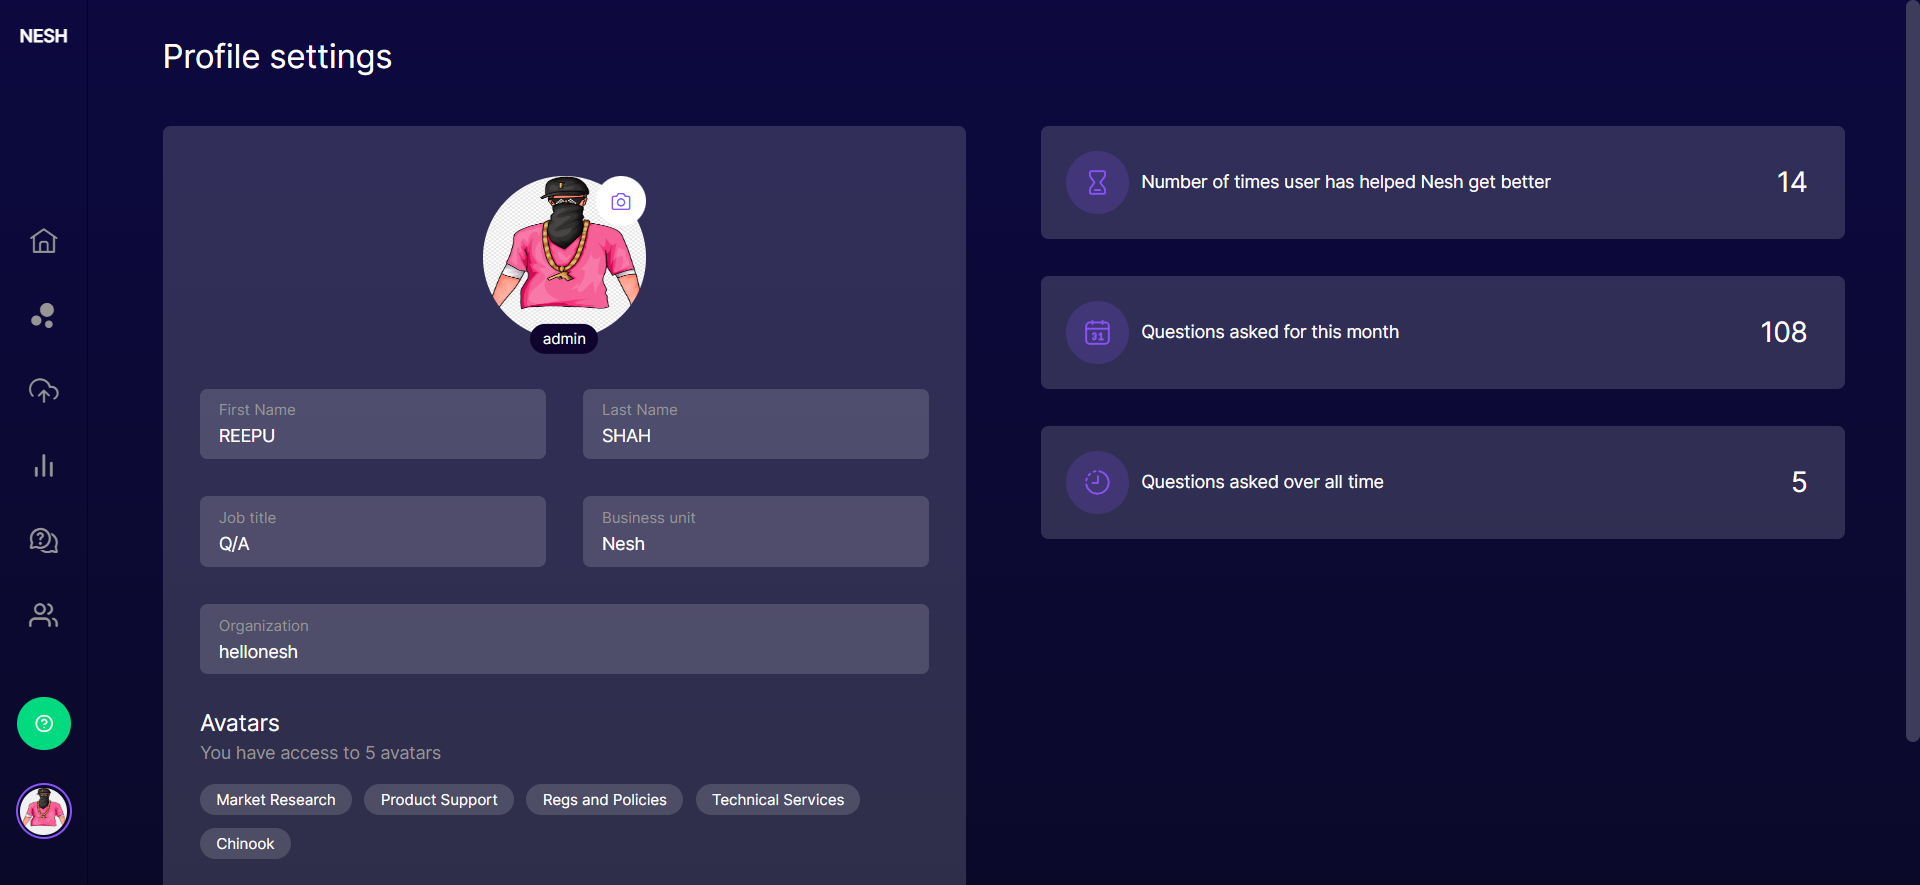 NESH
Profile settings
admin
First Name
REEPU
Last Name
SHAH
Job title
Q/A
Business unit
Nesh
Organization
hellonesh
Avatars
You have access to 5 avatars
Market Research
Product Support
Regs and Policies
Technical Services
Chinook
Number of times user has helped Nesh get better
14
31
Questions asked for this month
108
Questions asked over all time
5